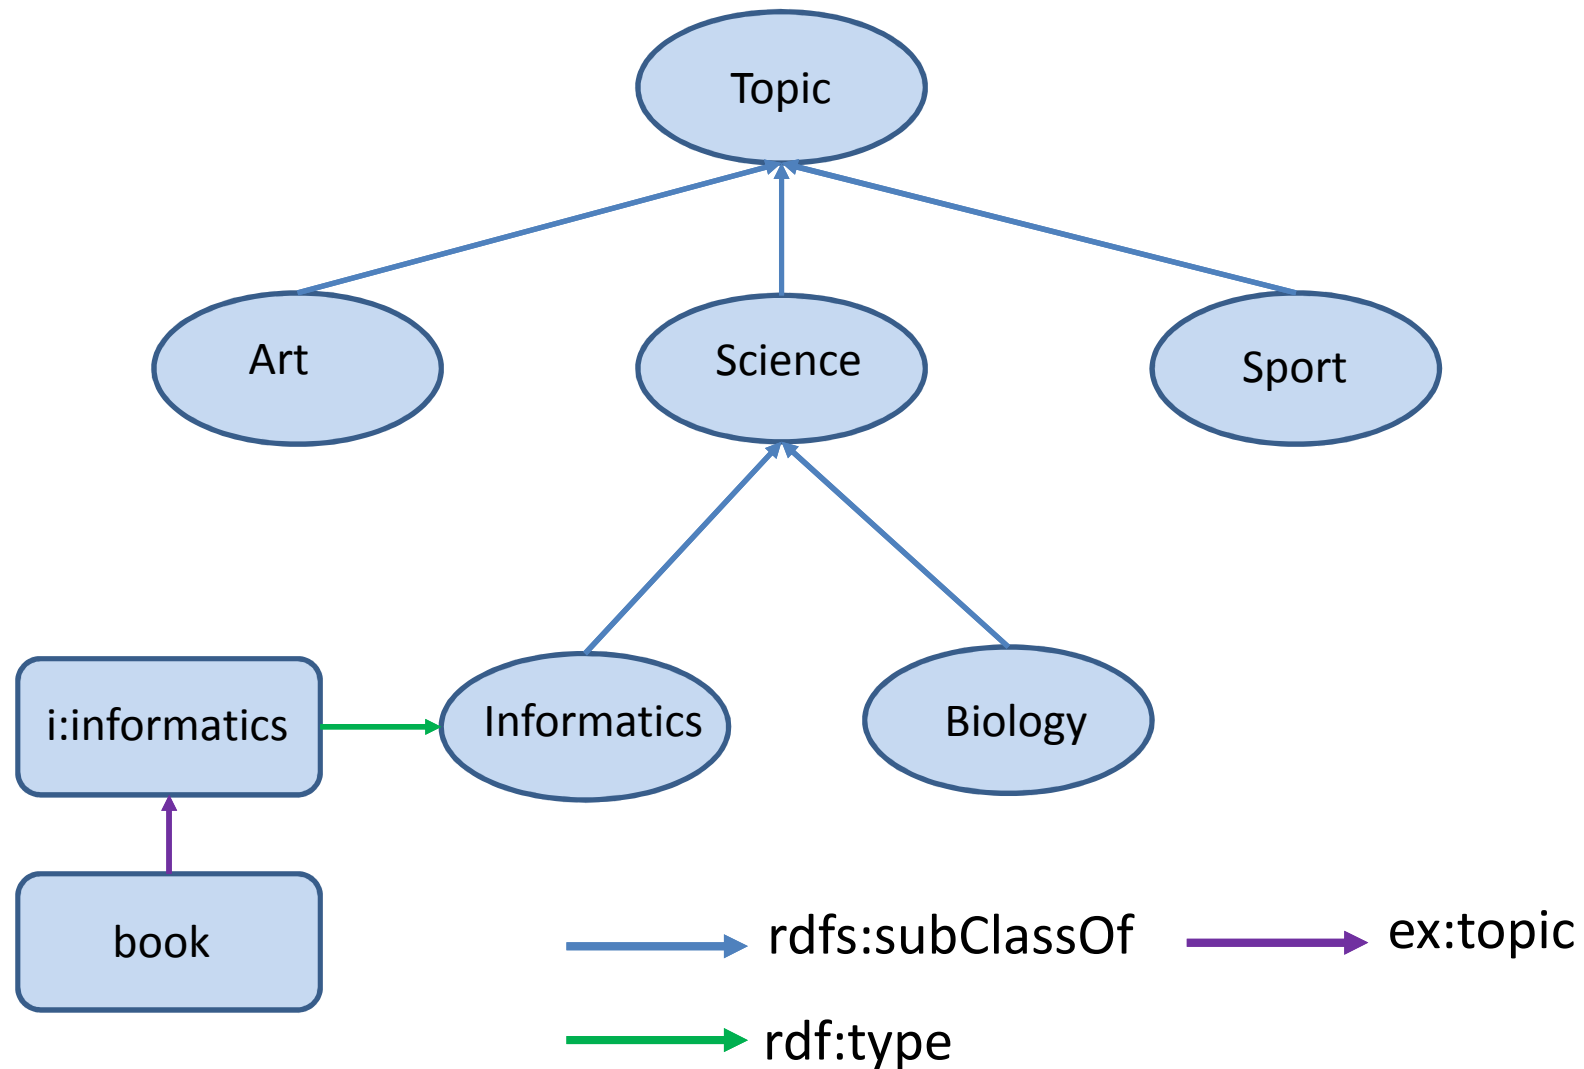 Topic
Art
Science
Sport
i:informatics
Informatics
Biology
book
rdfs:subClassOf
ex:topic
rdf:type